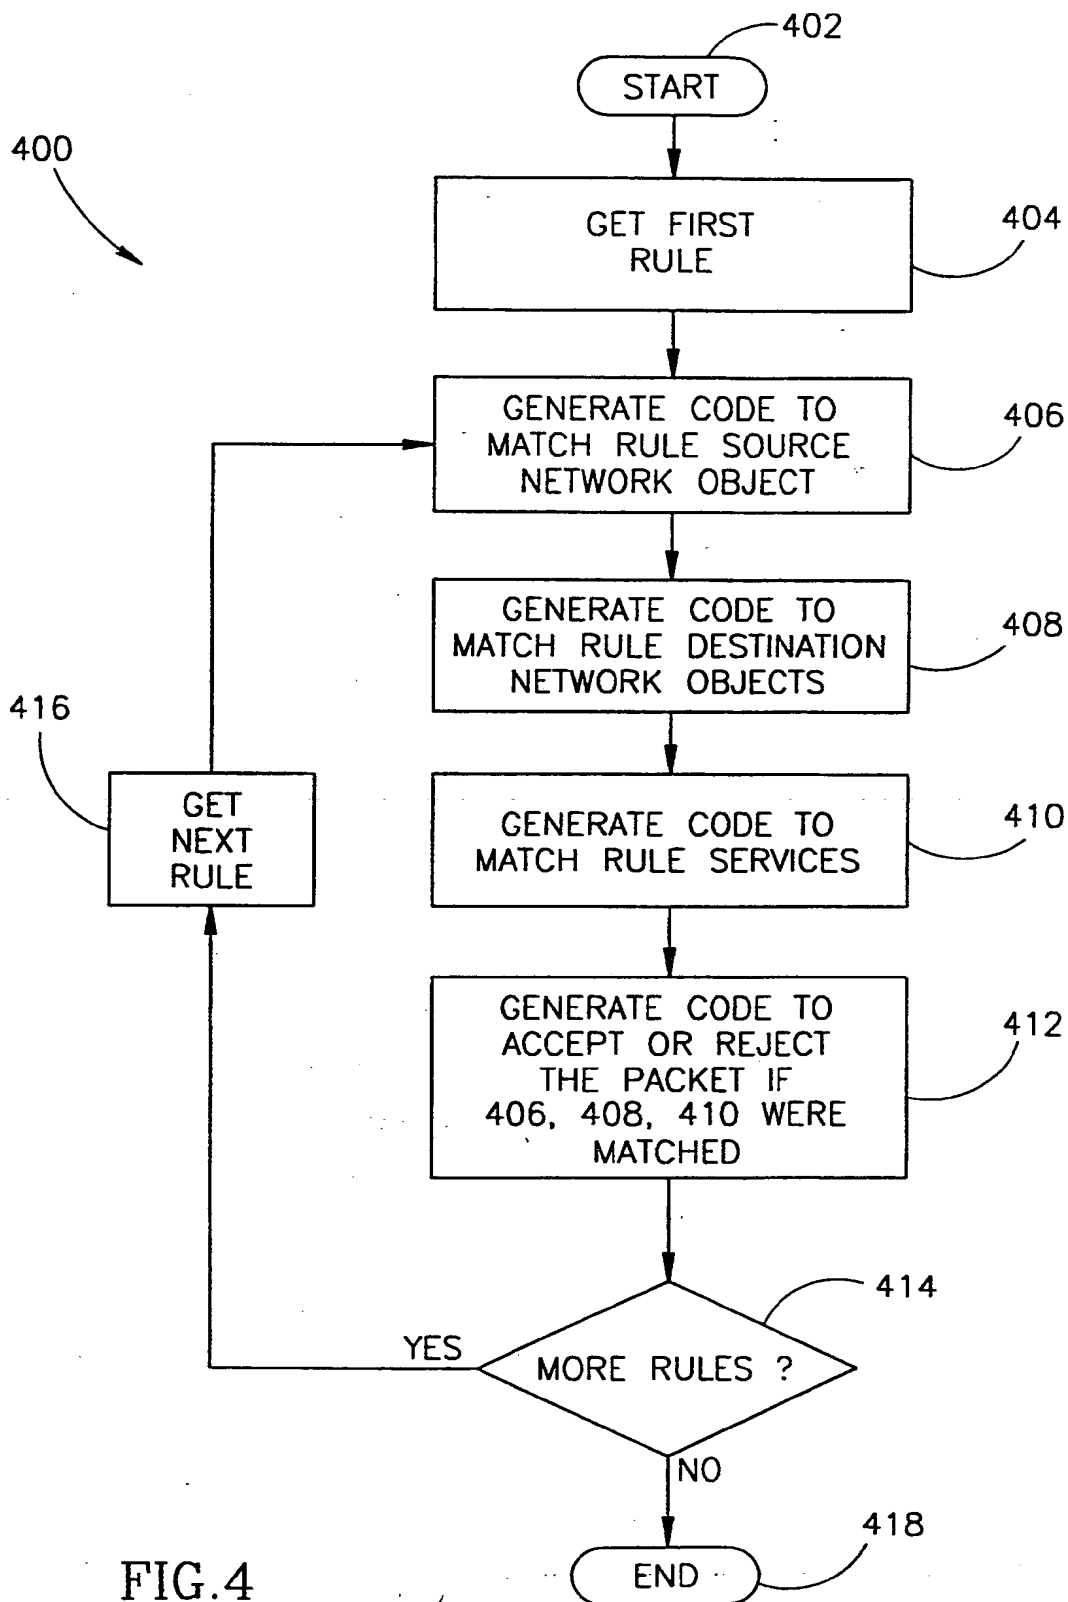 402
START
400
GET FIRST
RULE
404
GENERATE CODE TO
MATCH RULE SOURCE
NETWORK OBJECT
406
GENERATE CODE TO
MATCH RULE DESTINATION
NETWORK OBJECTS
408
416
GET
NEXT
RULE
GENERATE CODE TO
MATCH RULE SERVICES
410
GENERATE CODE TO
ACCEPT OR REJECT
THE PACKET IF
406, 408, 410 WERE
MATCHED
412
414
YES
MORE RULES ?
NO
418
END
FIG.4